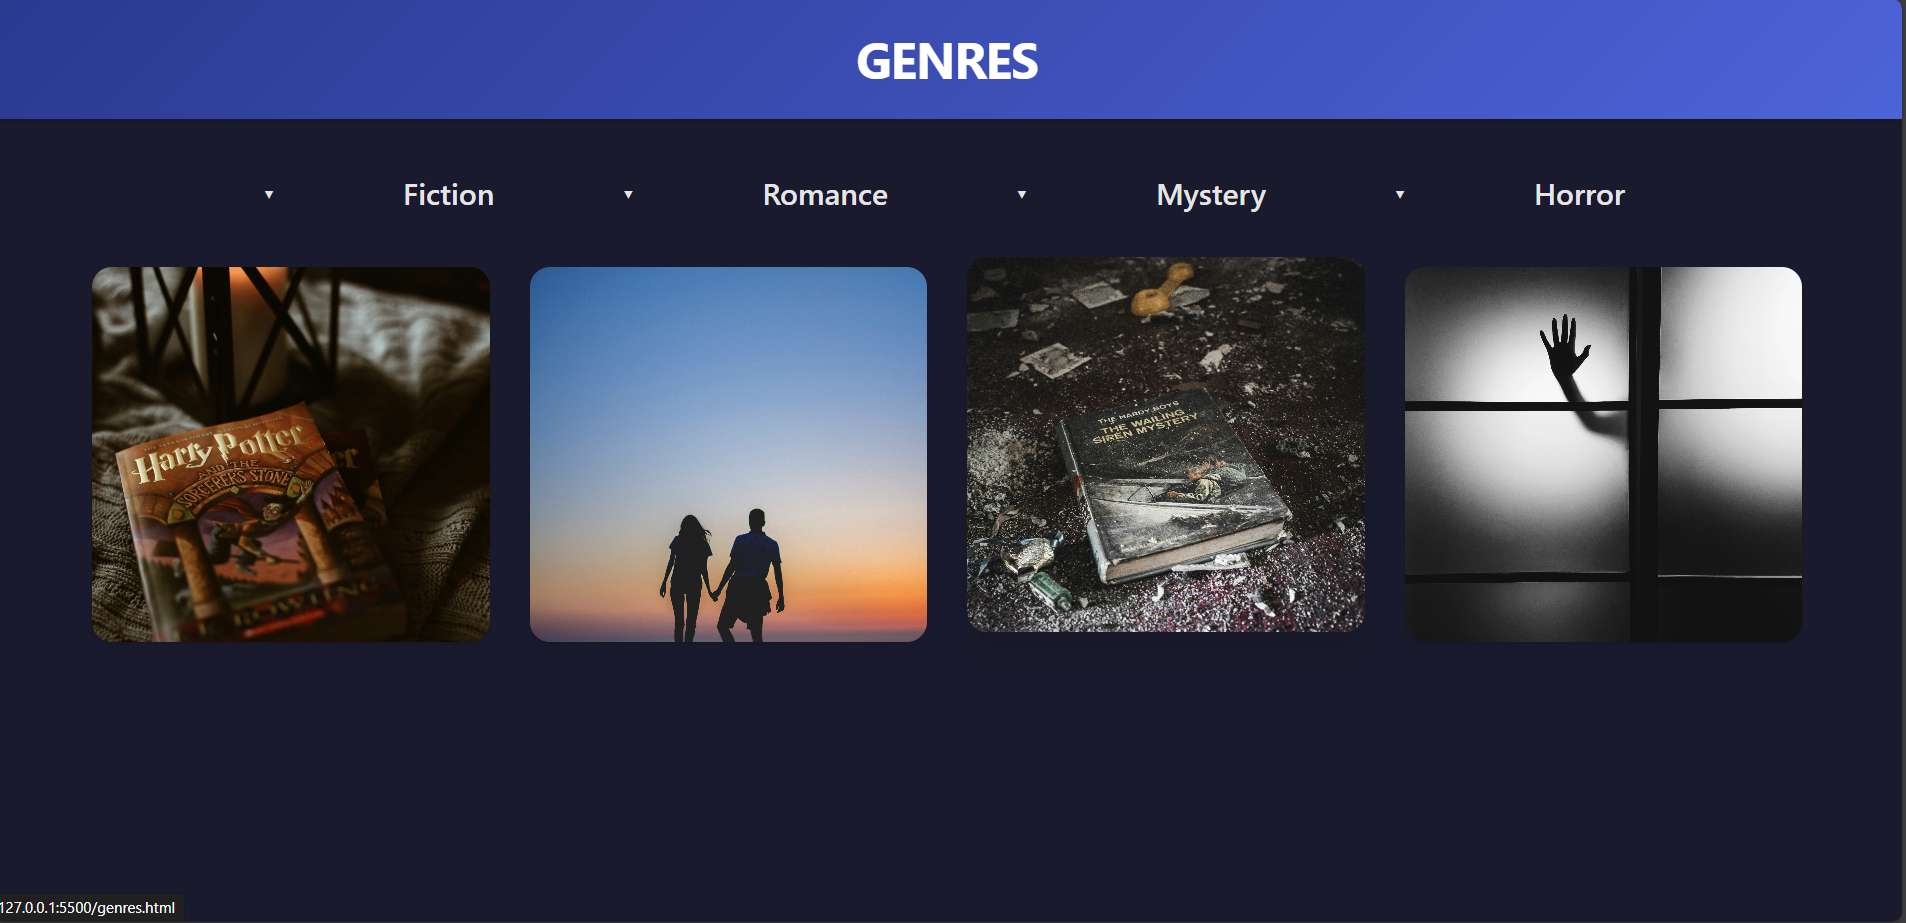 GENRES
▾ Fiction ▾ Romance ▾ Mystery ▾ Horror
Harry Potter
AND THE
SORCERER'S STONE
THE HARDY BOYS
THE WAILING
SIREN MYSTERY
127.0.0.1:5500/genres.html